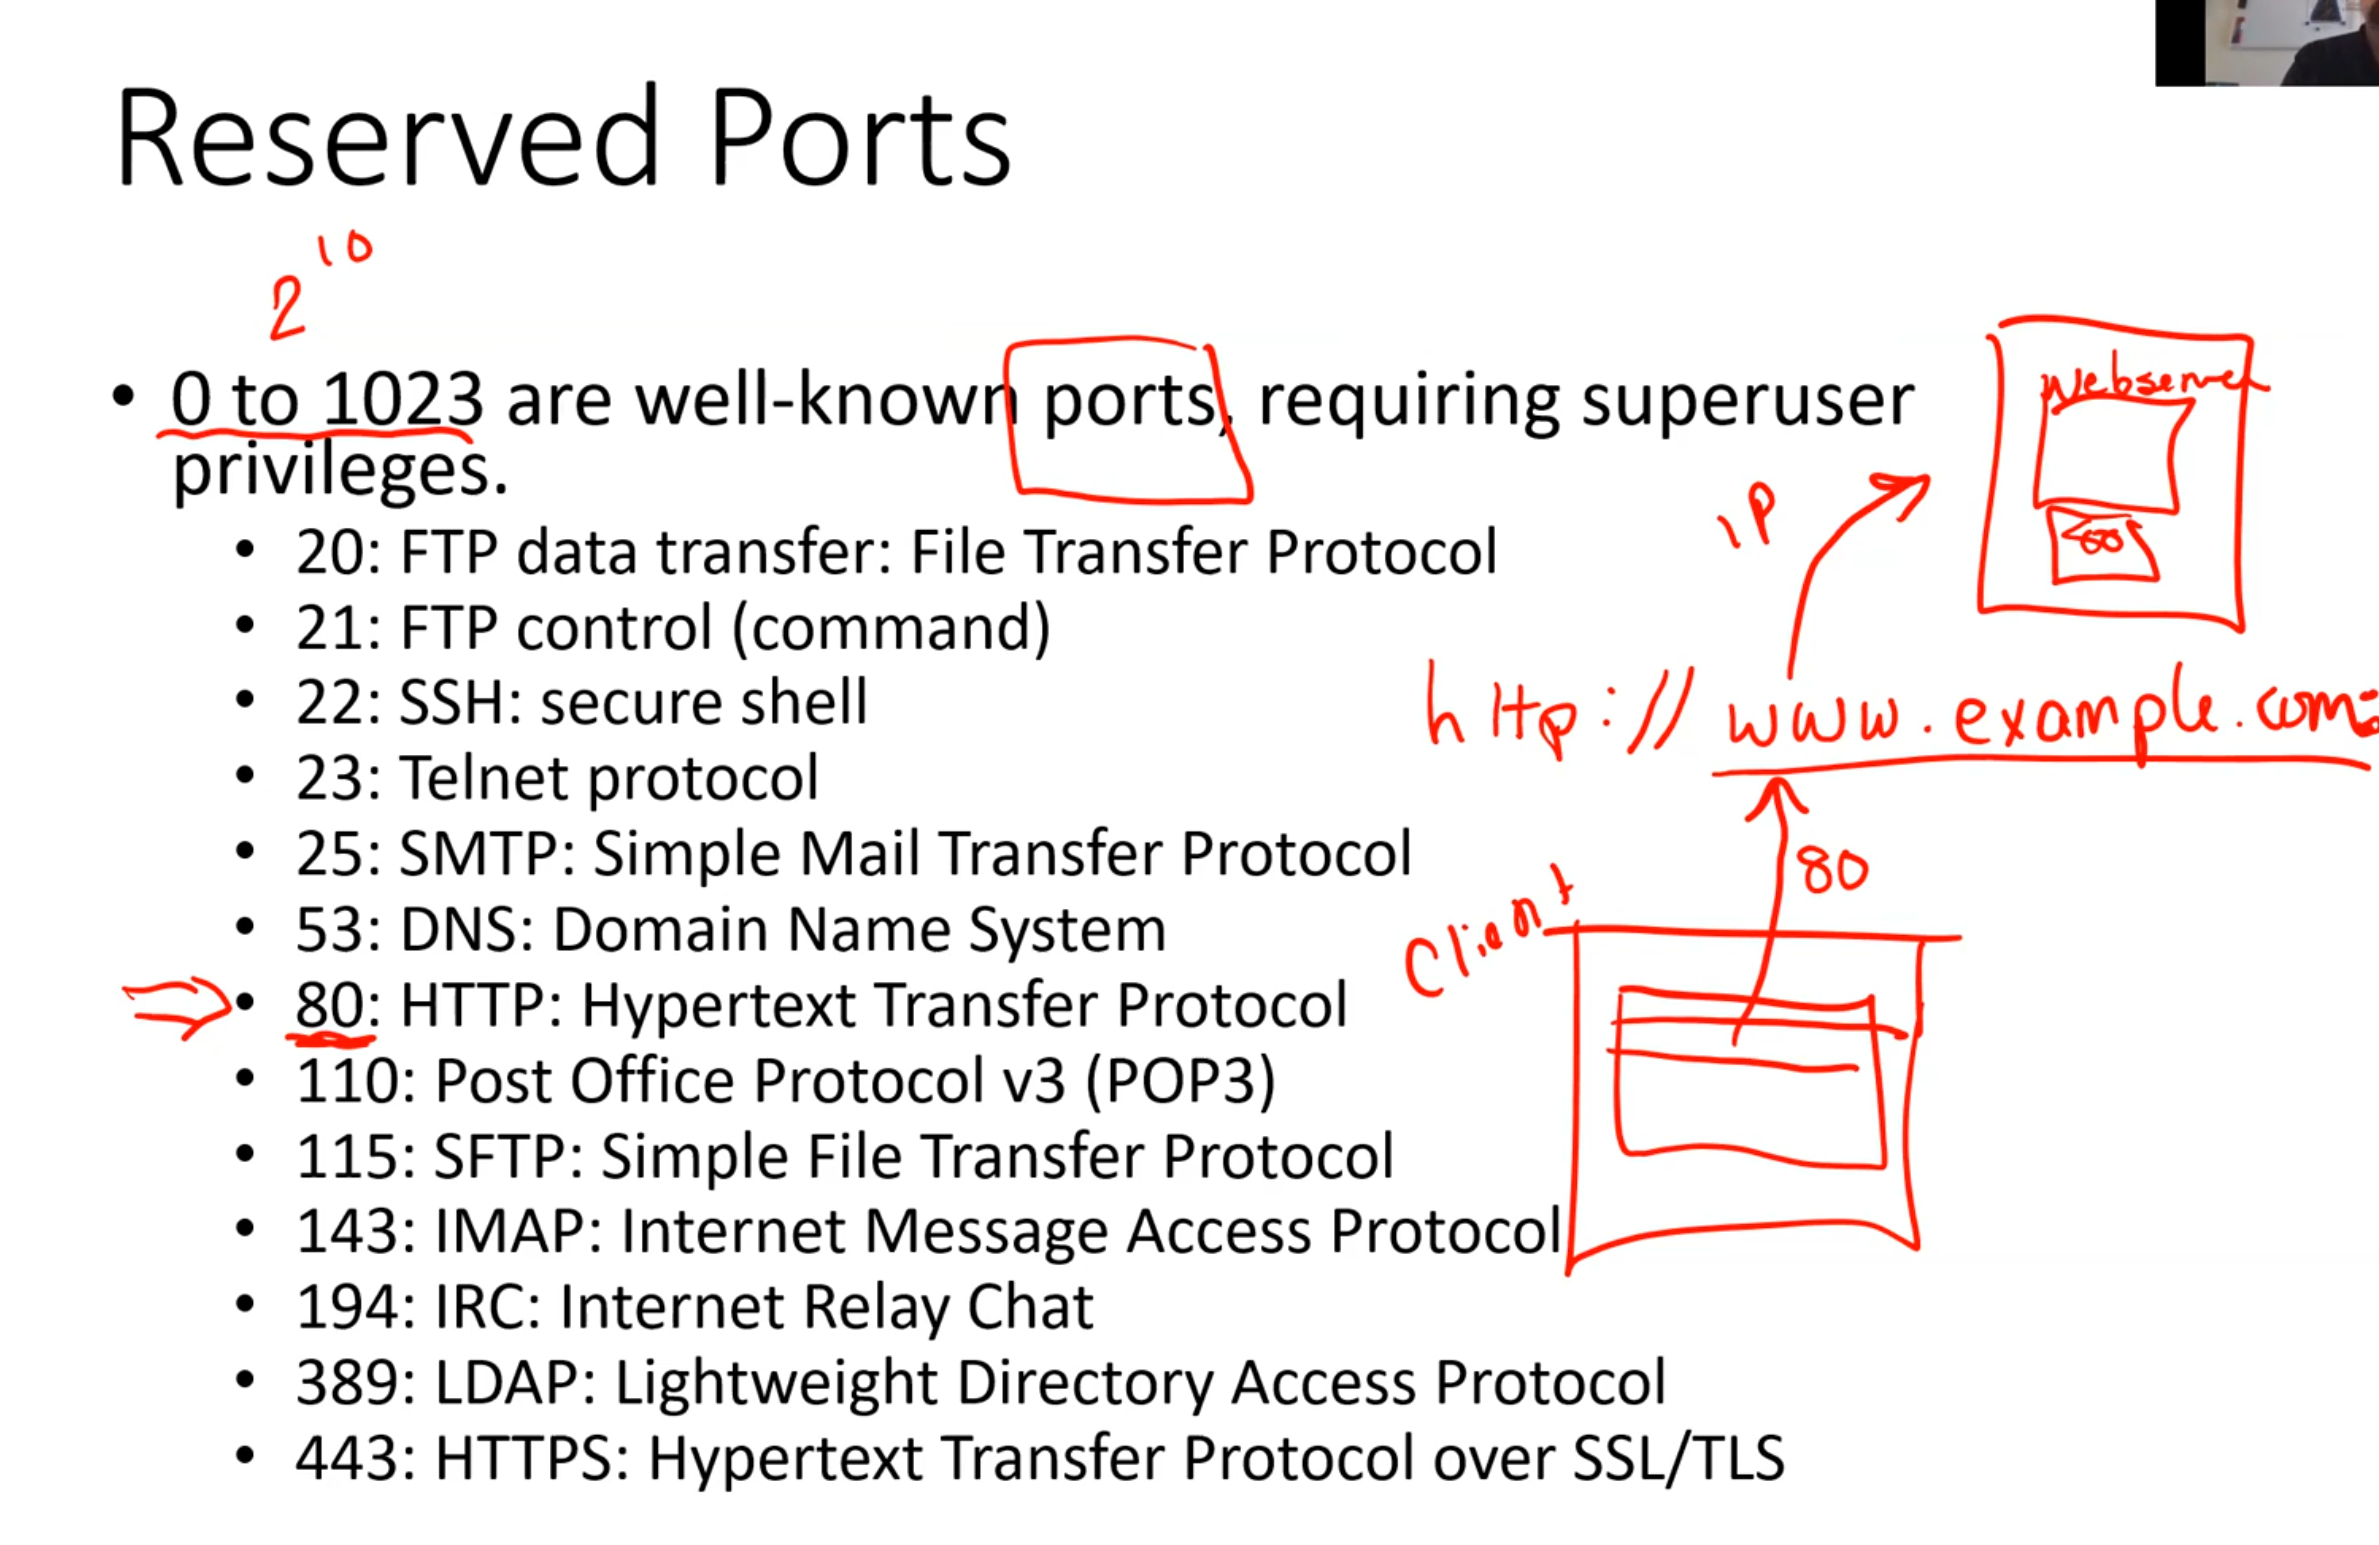 Reserved Ports
2^10
• 0 to 1023 are well-known ports, requiring superuser
privileges.
• 20: FTP data transfer: File Transfer Protocol
• 21: FTP control (command)
• 22: SSH: secure shell
• 23: Telnet protocol
• 25: SMTP: Simple Mail Transfer Protocol
• 53: DNS: Domain Name System
• 80: HTTP: Hypertext Transfer Protocol
• 110: Post Office Protocol v3 (POP3)
• 115: SFTP: Simple File Transfer Protocol
• 143: IMAP: Internet Message Access Protocol
• 194: IRC: Internet Relay Chat
• 389: LDAP: Lightweight Directory Access Protocol
• 443: HTTPS: Hypertext Transfer Protocol over SSL/TLS
Webserver
IP
http://www.example.com:
80
Client